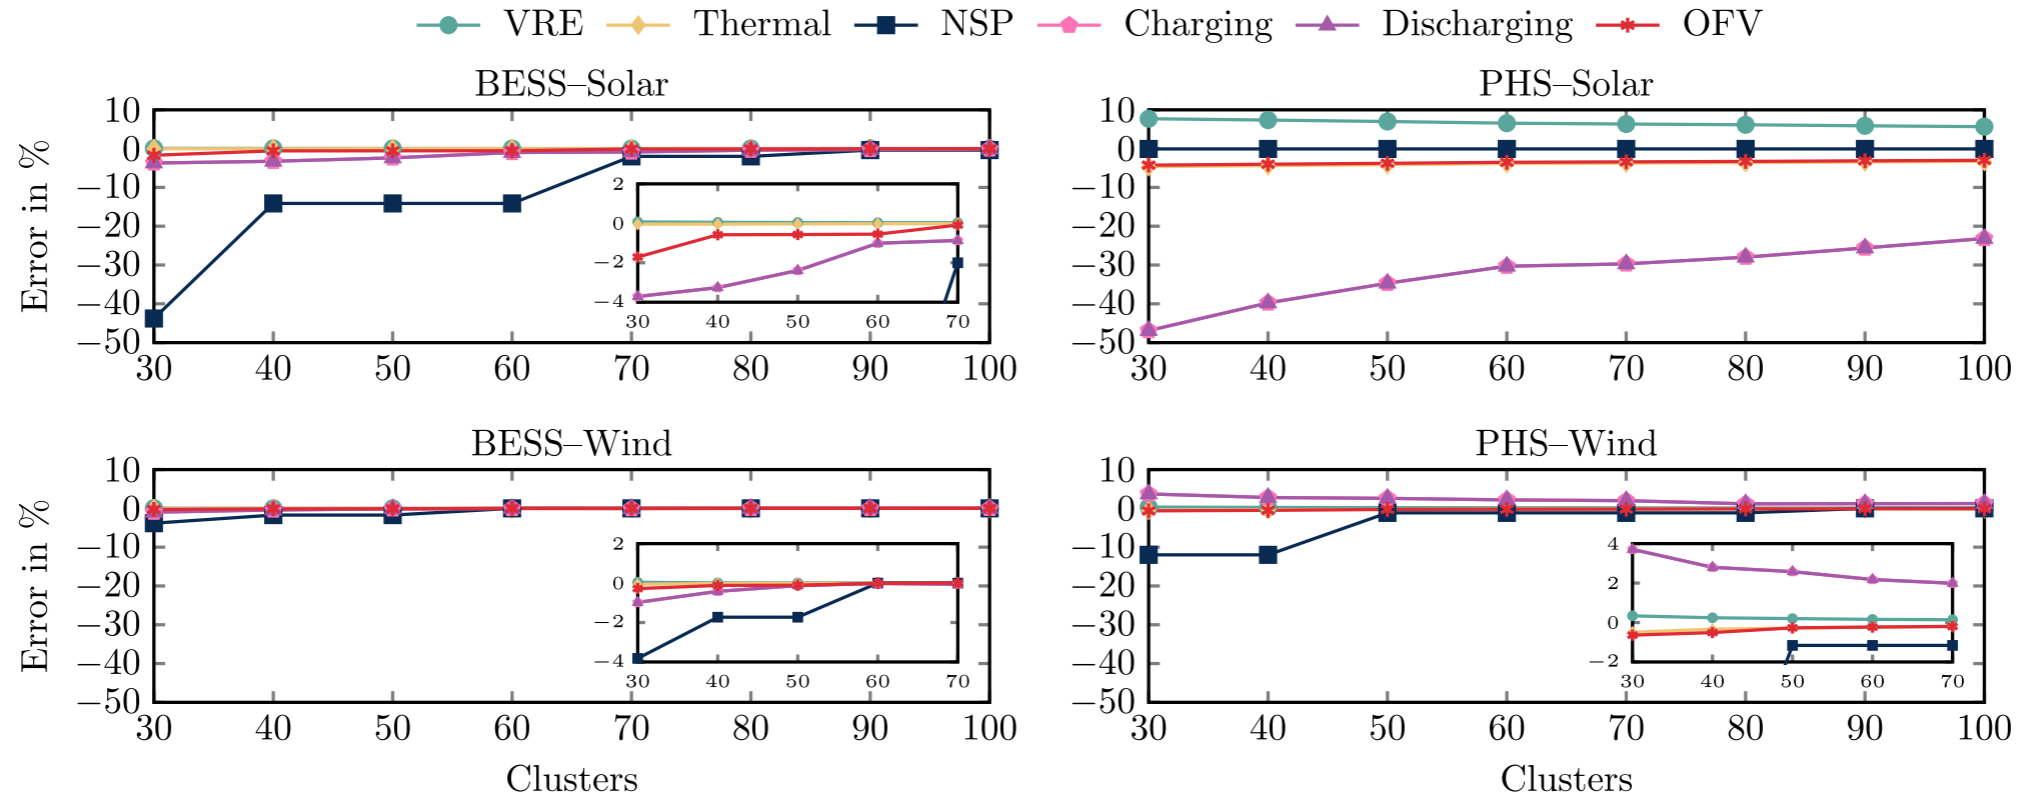 VRE Thermal NSP Charging Discharging OFV
BESS–Solar
Error in %
10
0
−10
−20
−30
−40
−50
30 40 50 60 70 80 90 100
2
0
−2
−4
30 40 50 60 70
PHS–Solar
10
0
−10
−20
−30
−40
−50
30 40 50 60 70 80 90 100
BESS–Wind
Error in %
10
0
−10
−20
−30
−40
−50
30 40 50 60 70 80 90 100
Clusters
2
0
−2
−4
30 40 50 60 70
PHS–Wind
10
0
−10
−20
−30
−40
−50
30 40 50 60 70 80 90 100
Clusters
4
2
0
−2
30 40 50 60 70